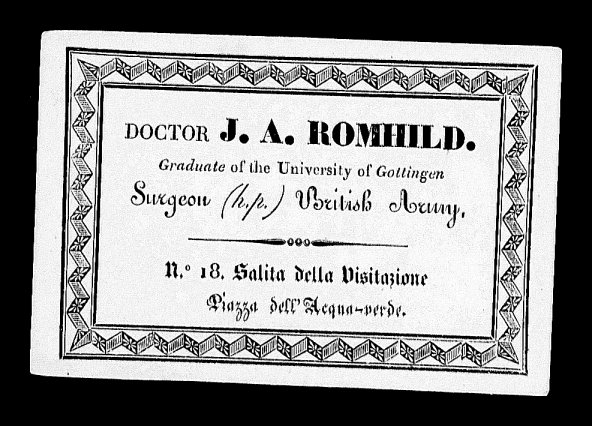 DOCTOR J. A. ROMHILD.
Graduate of the University of Gottingen
Surgeon (h.p.) British Army.
N.º 18. Salita della Visitazione
Piazza dell'Acqua-verde.